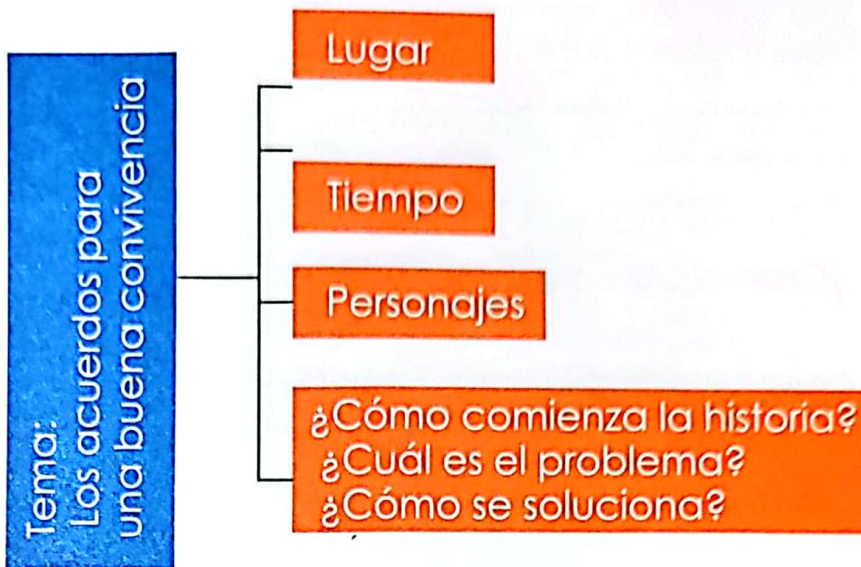 Tema:
Los acuerdos para
una buena convivencia
Lugar
Tiempo
Personajes
¿Cómo comienza la historia?
¿Cuál es el problema?
¿Cómo se soluciona?